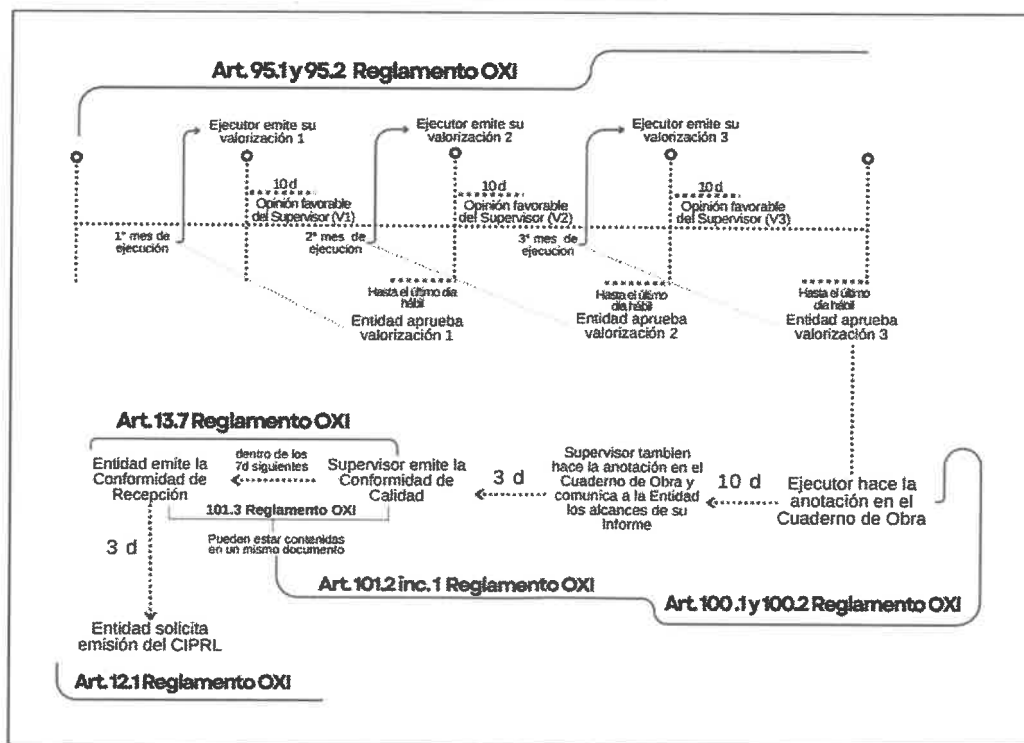 Art. 95.1 y 95.2 Reglamento OXI
Ejecutor emite su
valorización 1
Ejecutor emite su
valorización 2
Ejecutor emite su
valorización 3
10 d
Opinión favorable
del Supervisor (V1)
10 d
Opinión favorable
del Supervisor (V2)
10 d
Opinión favorable
del Supervisor (V3)
1° mes de
ejecución
2° mes de
ejecucion
3° mes de
ejecucion
Hasta el último día
hábil
Entidad aprueba
valorización 1
Hasta el último
día hábil
Entidad aprueba
valorización 2
Hasta el último
día hábil
Entidad aprueba
valorización 3
Art. 13.7 Reglamento OXI
Entidad emite la
Conformidad de
Recepción
dentro de los
7d siguientes
Supervisor emite la
Conformidad de
Calidad
3 d
Supervisor tambien
hace la anotación en el
Cuaderno de Obra y
comunica a la Entidad
los alcances de su
Informe
10 d
Ejecutor hace la
anotación en el
Cuaderno de Obra
101.3 Reglamento OXI
Pueden estar contenidas
en un mismo documento
3 d
Art. 101.2 inc. 1 Reglamento OXI
Art. 100 .1 y 100.2 Reglamento OXI
Entidad solicita
emisión del CIPRL
Art. 12.1 Reglamento OXI